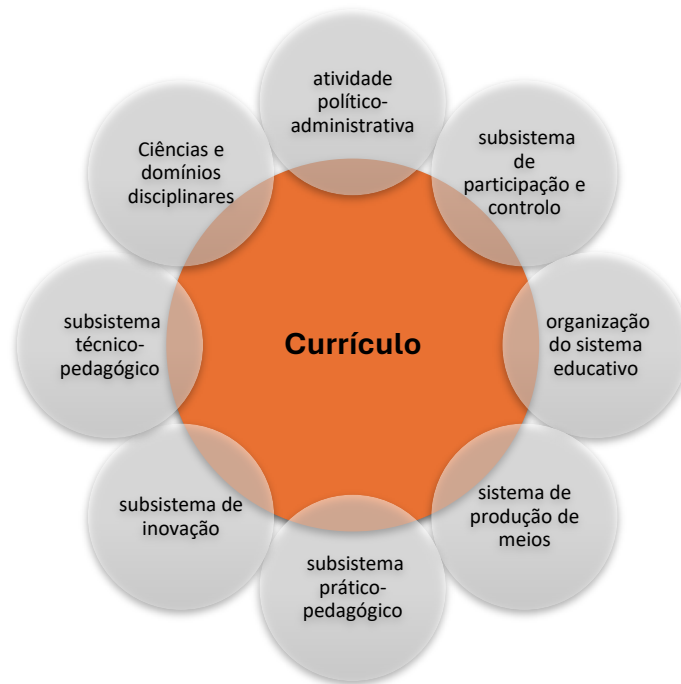 atividade
político-
administrativa
subsistema
de
participação e
controlo
organização
do sistema
educativo
sistema de
produção de
meios
subsistema
prático-
pedagógico
subsistema de
inovação
subsistema
técnico-
pedagógico
Ciências e
domínios
disciplinares
Currículo